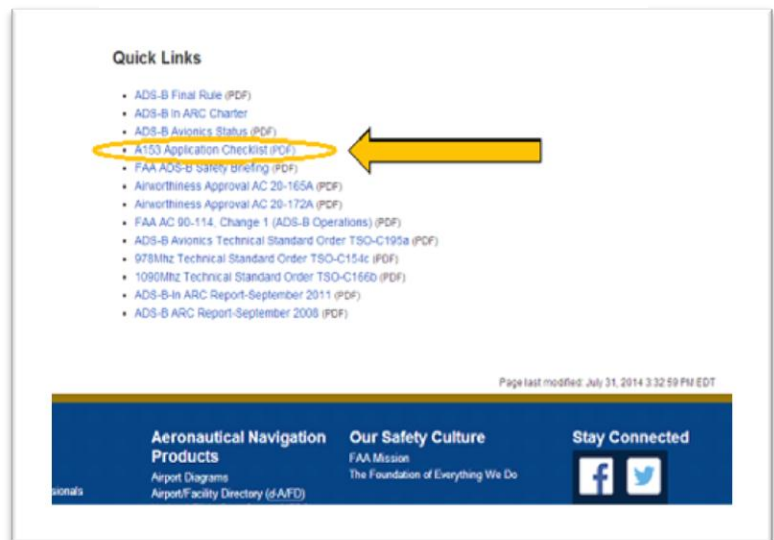 Quick Links
ADS-B Final Rule (PDF)
ADS-B In ARC Charter
ADS-B Avionics Status (PDF)
A153 Application Checklist (PDF)
FAA ADS-B Safety Briefing (PDF)
Airworthiness Approval AC 20-165A (PDF)
Airworthiness Approval AC 20-172A (PDF)
FAA AC 90-114, Change 1 (ADS-B Operations) (PDF)
ADS-B Avionics Technical Standard Order TSO-C195a (PDF)
978Mhz Technical Standard Order TSO-C154c (PDF)
1090Mhz Technical Standard Order TSO-C166b (PDF)
ADS-B-In ARC Report-September 2011 (PDF)
ADS-B ARC Report-September 2008 (PDF)
Page last modified: July 31, 2014 3:32:59 PM EDT
Aeronautical Navigation Products
Airport Diagrams
Airport/Facility Directory (d-A/FD)
Our Safety Culture
FAA Mission
The Foundation of Everything We Do
Stay Connected
sionals